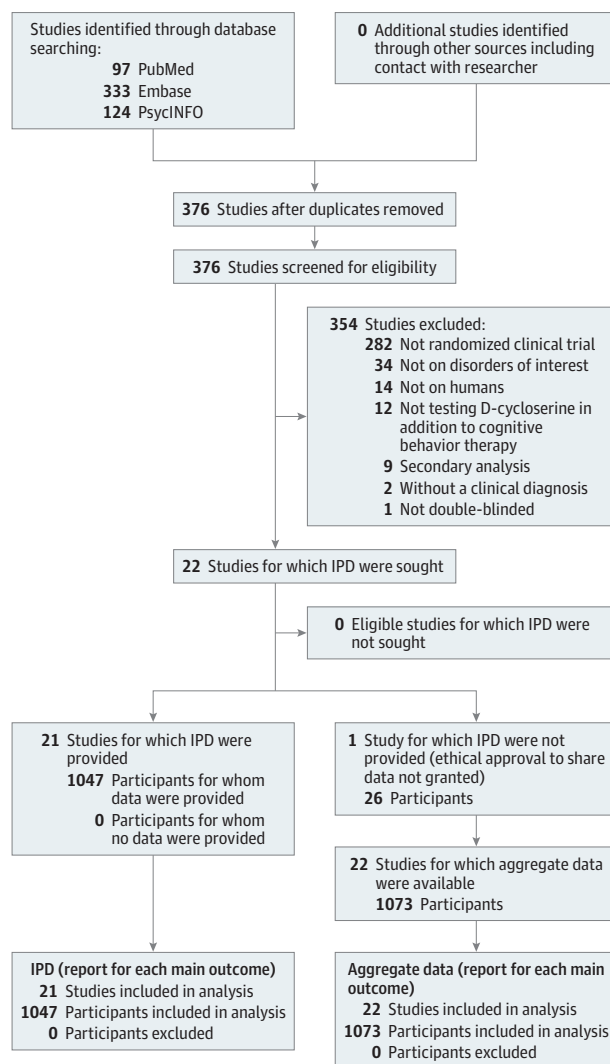 Studies identified through database
searching:
97 PubMed
333 Embase
124 PsycINFO
0 Additional studies identified
through other sources including
contact with researcher
376 Studies after duplicates removed
376 Studies screened for eligibility
354 Studies excluded:
282 Not randomized clinical trial
34 Not on disorders of interest
14 Not on humans
12 Not testing D-cycloserine in
addition to cognitive
behavior therapy
9 Secondary analysis
2 Without a clinical diagnosis
1 Not double-blinded
22 Studies for which IPD were sought
0 Eligible studies for which IPD were
not sought
21 Studies for which IPD were
provided
1047 Participants for whom
data were provided
0 Participants for whom
no data were provided
1 Study for which IPD were not
provided (ethical approval to share
data not granted)
26 Participants
22 Studies for which aggregate data
were available
1073 Participants
IPD (report for each main outcome)
21 Studies included in analysis
1047 Participants included in analysis
0 Participants excluded
Aggregate data (report for each main
outcome)
22 Studies included in analysis
1073 Participants included in analysis
0 Participants excluded